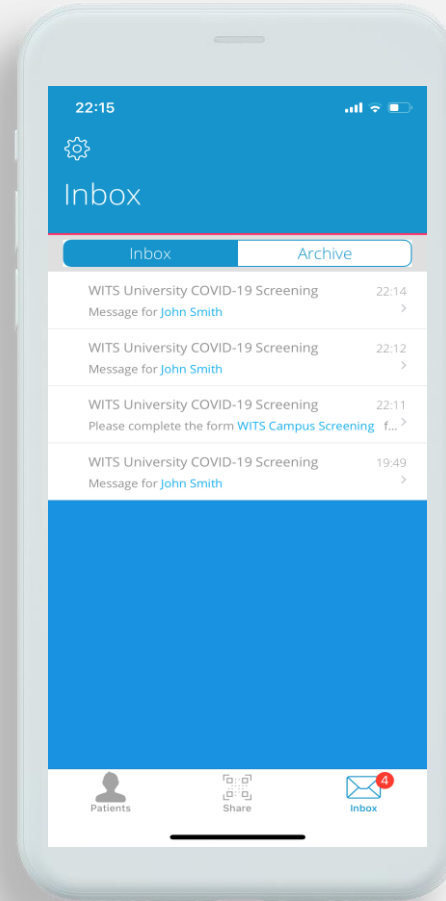 22:15
Inbox
Inbox Archive
WITS University COVID-19 Screening 22:14
Message for John Smith
WITS University COVID-19 Screening 22:12
Message for John Smith
WITS University COVID-19 Screening 22:11
Please complete the form WITS Campus Screening f...
WITS University COVID-19 Screening 19:49
Message for John Smith
4
Patients Share Inbox